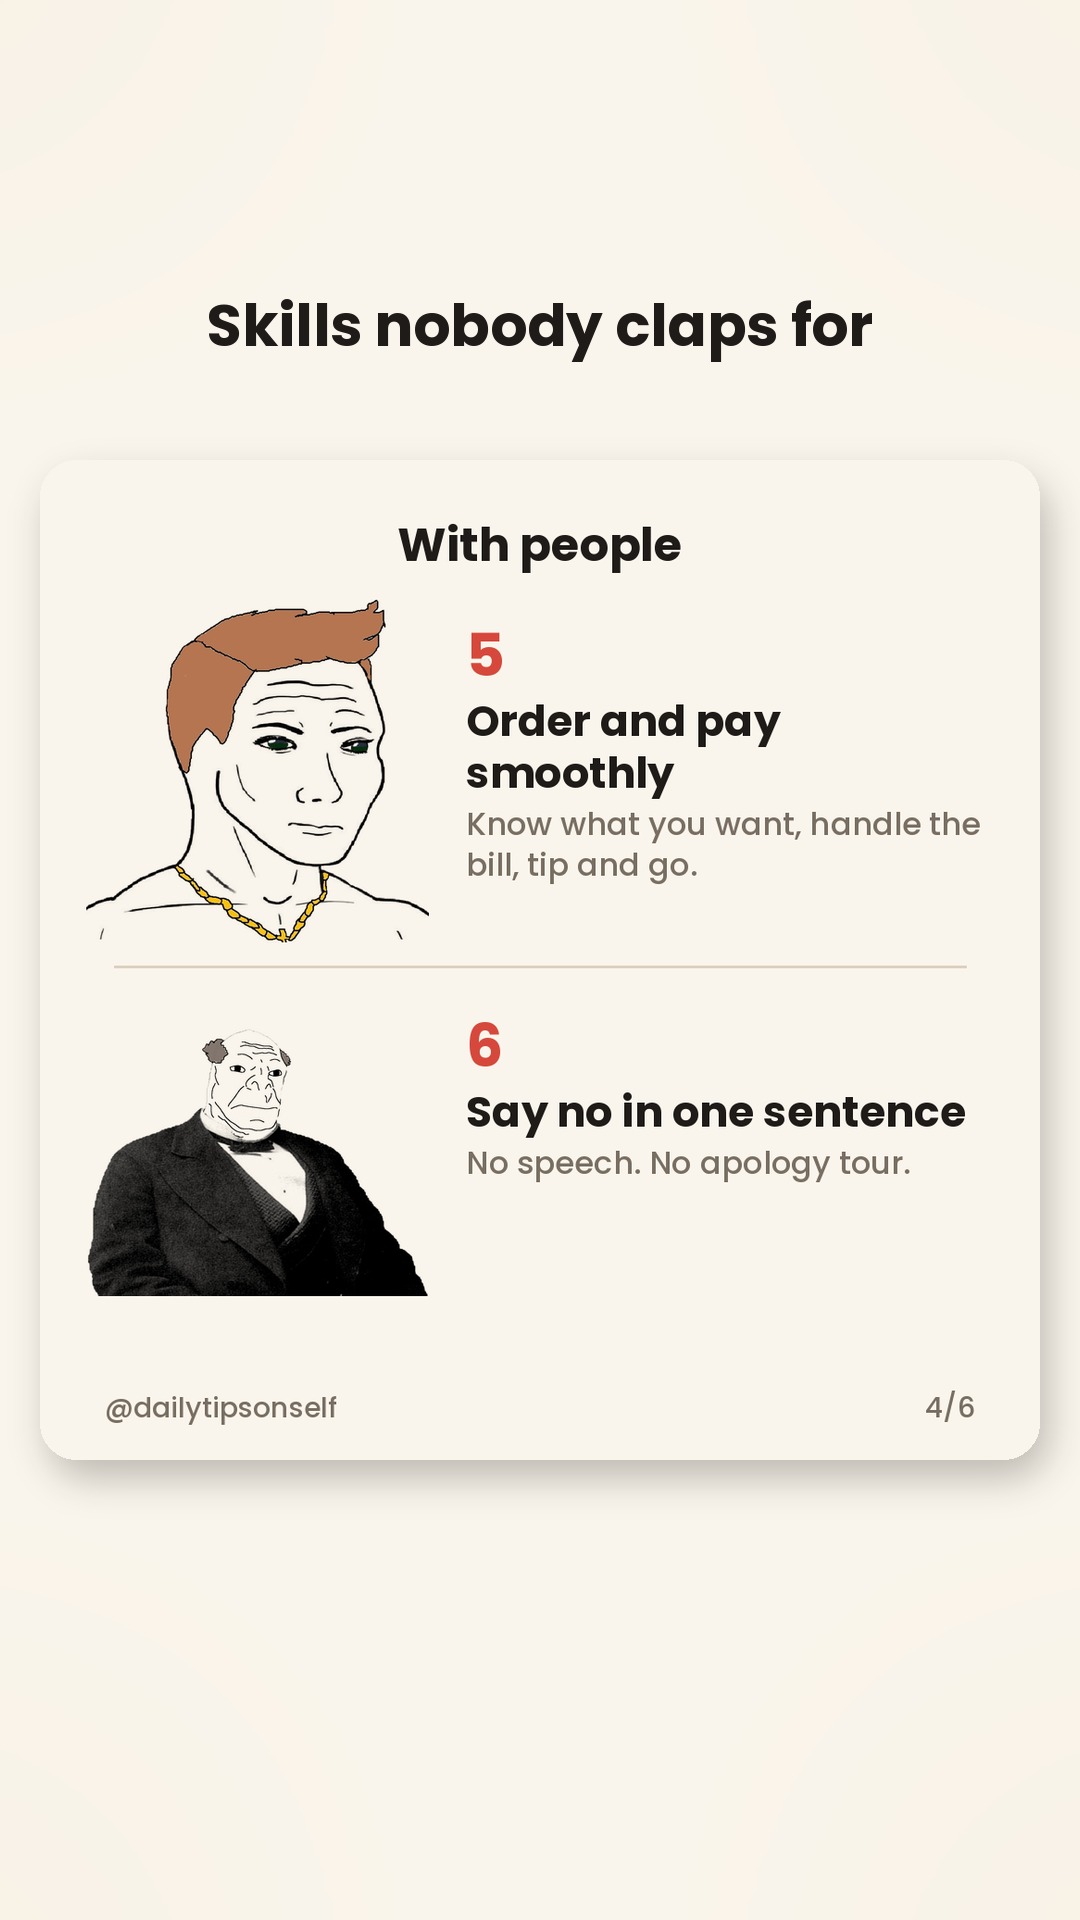 Skills nobody claps for
With people
5
Order and pay
smoothly
Know what you want, handle the
bill, tip and go.
6
Say no in one sentence
No speech. No apology tour.
@dailytipsonself
4/6